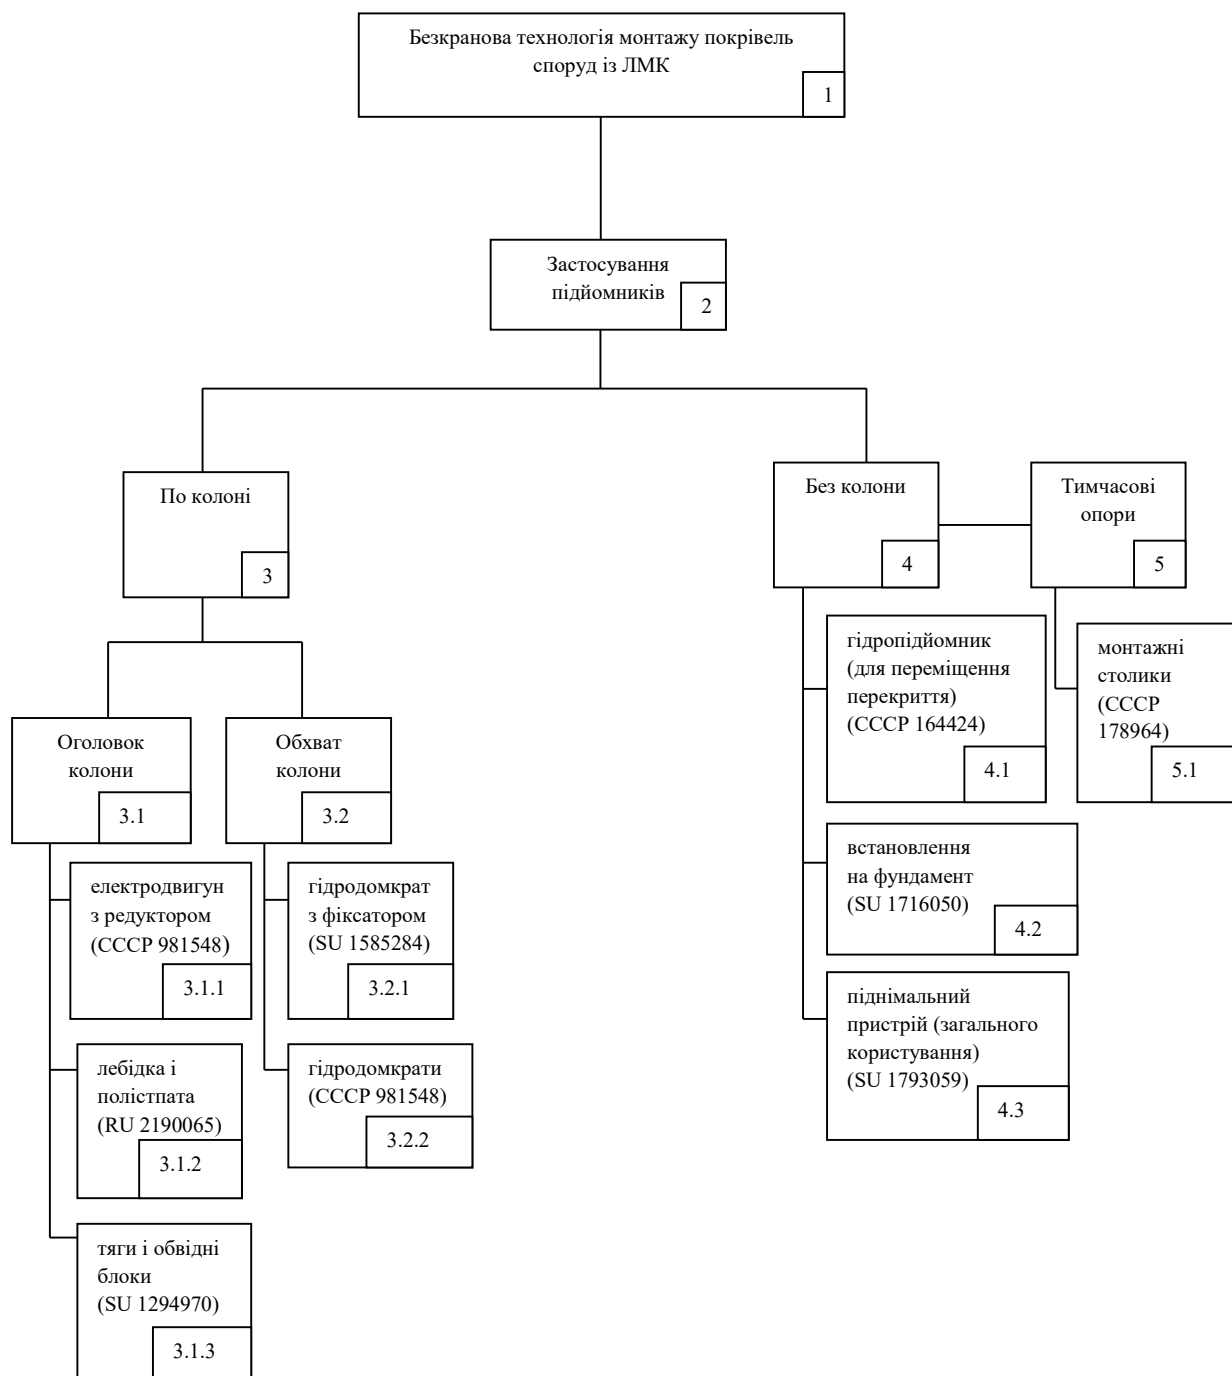 Безкранова технологія монтажу покрівель
споруд із ЛМК
1
Застосування
підйомників
2
По колоні
3
Без колони
4
Тимчасові
опори
5
гідропідйомник
(для переміщення
перекриття)
(СССР 164424)
4.1
монтажні
столики
(СССР
178964)
5.1
Оголовок
колони
3.1
Обхват
колони
3.2
встановлення
на фундамент
(SU 1716050)
4.2
електродвигун
з редуктором
(СССР 981548)
3.1.1
гідродомкрат
з фіксатором
(SU 1585284)
3.2.1
піднімальний
пристрій (загального
користування)
(SU 1793059)
4.3
лебідка і
полістпата
(RU 2190065)
3.1.2
гідродомкрати
(СССР 981548)
3.2.2
тяги і обвідні
блоки
(SU 1294970)
3.1.3